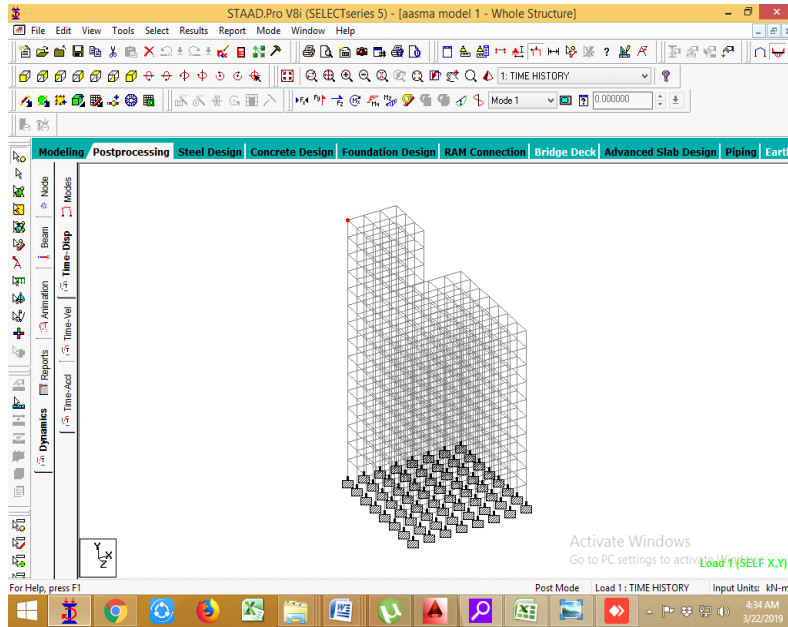 STAAD.Pro V8i (SELECTseries 5) - [aasma model 1 - Whole Structure]
File Edit View Tools Select Results Report Mode Window Help
1: TIME HISTORY
Mode 1
0.000000
Modeling Postprocessing Steel Design Concrete Design Foundation Design RAM Connection Bridge Deck Advanced Slab Design Piping Eart
Node
Beam
Animation
Reports
Dynamics
Modes
Time-Disp
Time-Vel
Time-Accl
Y
X
Z
Activate Windows
Go to PC settings to activate Windows.
Load 1 (SELF X,Y)
For Help, press F1
Post Mode
Load 1 : TIME HISTORY
Input Units: kN-m
4:34 AM
3/22/2019